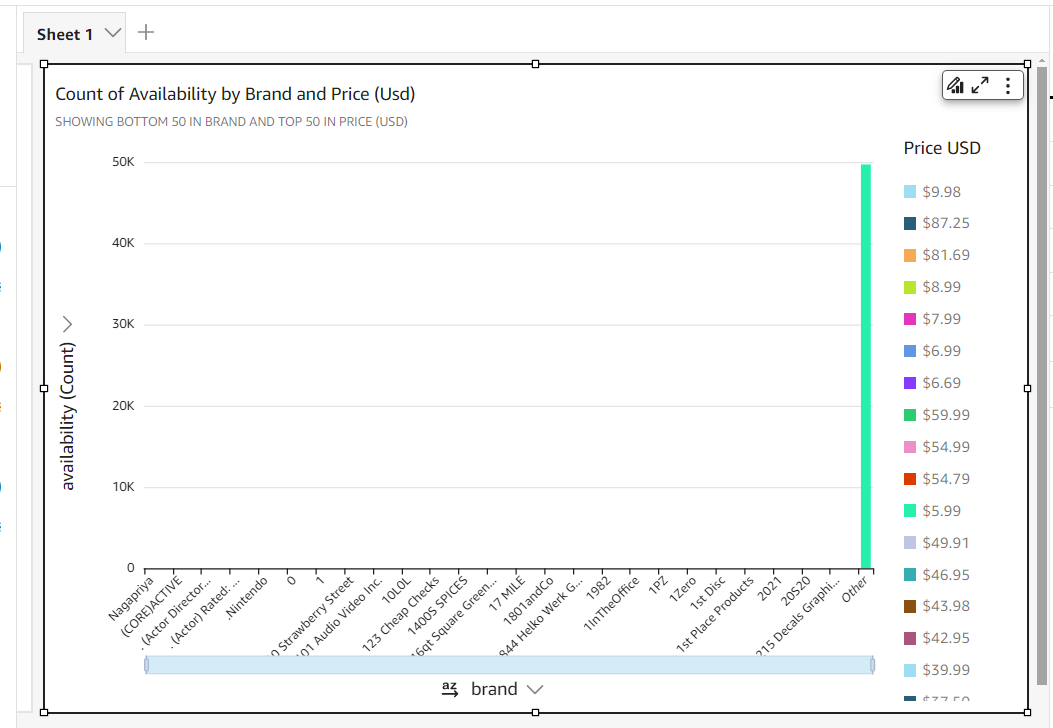 Sheet 1
Count of Availability by Brand and Price (Usd)
SHOWING BOTTOM 50 IN BRAND AND TOP 50 IN PRICE (USD)
availability (Count)
50K
40K
30K
20K
10K
0
Nagapriya
(CORE)ACTIVE
. (Actor Director...
. (Actor) Rated: ...
.Nintendo
0
1
0 Strawberry Street
01 Audio Video Inc.
10L0L
123 Cheap Checks
1400S SPICES
16qt Square Green...
17 MILE
1801andCo
844 Helko Werk G...
1982
1InTheOffice
1PZ
1Zero
1st Disc
1st Place Products
2021
20S20
215 Decals Graphi...
Other
az
brand
Price USD
$9.98
$87.25
$81.69
$8.99
$7.99
$6.99
$6.69
$59.99
$54.99
$54.79
$5.99
$49.91
$46.95
$43.98
$42.95
$39.99